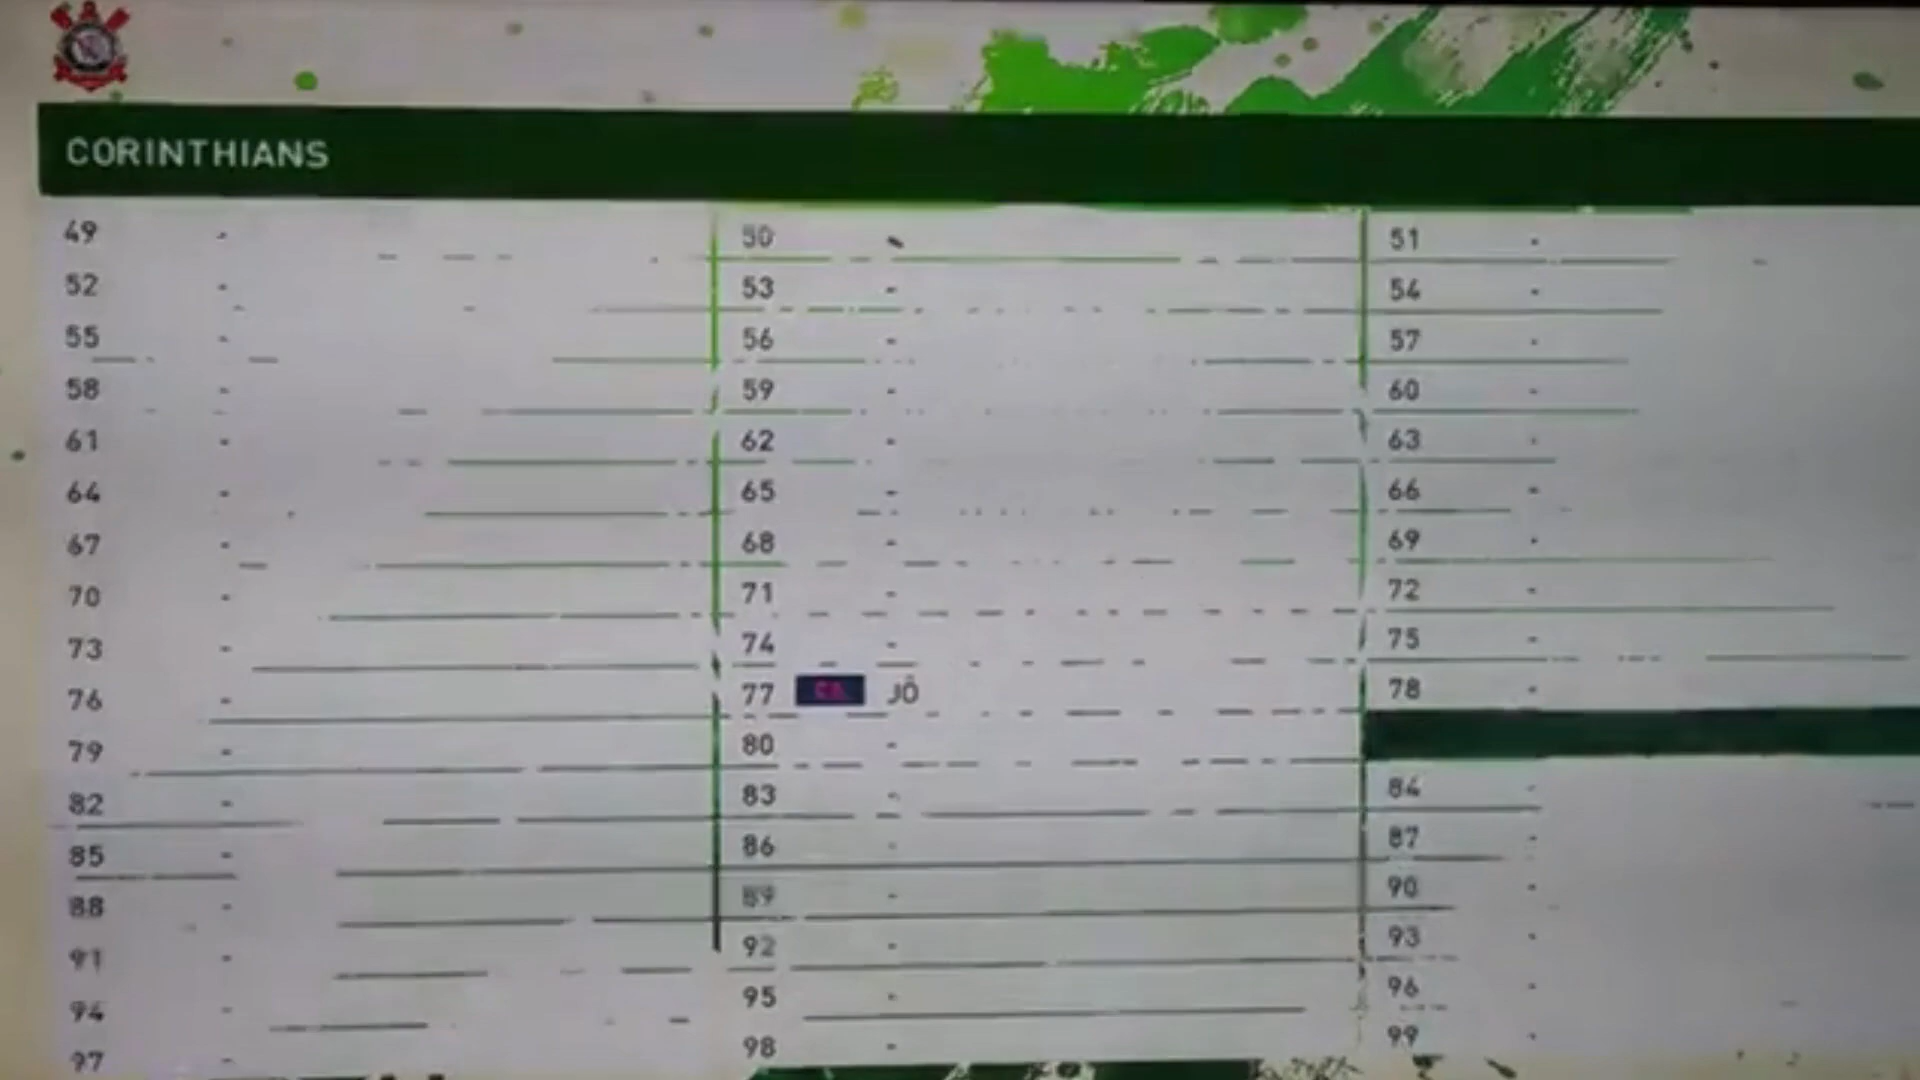 CORINTHIANS
49 - 50 - 51 -
52 - 53 - 54 -
55 - 56 - 57 -
58 - 59 - 60 -
61 - 62 - 63 -
64 - 65 - 66 -
67 - 68 - 69 -
70 - 71 - 72 -
73 - 74 - 75 -
76 - 77 CA JÔ 78 -
79 - 80 -
82 - 83 - 84 -
85 - 86 - 87 -
88 - 89 - 90 -
91 - 92 - 93 -
94 - 95 - 96 -
97 - 98 - 99 -